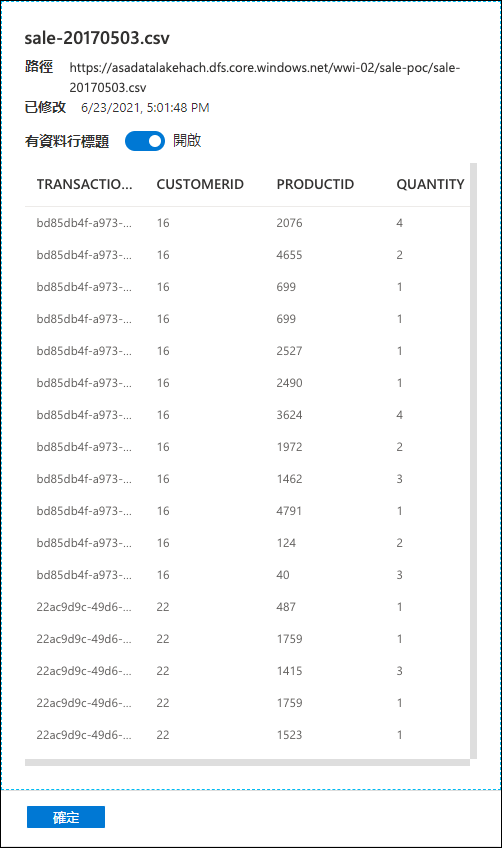 sale-20170503.csv
路徑 https://asadatalakehach.dfs.core.windows.net/wwi-02/sale-poc/sale-
20170503.csv
已修改 6/23/2021, 5:01:48 PM
有資料行標題 開啟
TRANSACTIO... CUSTOMERID PRODUCTID QUANTITY
bd85db4f-a973-... 16 2076 4
bd85db4f-a973-... 16 4655 2
bd85db4f-a973-... 16 699 1
bd85db4f-a973-... 16 699 1
bd85db4f-a973-... 16 2527 1
bd85db4f-a973-... 16 2490 1
bd85db4f-a973-... 16 3624 4
bd85db4f-a973-... 16 1972 2
bd85db4f-a973-... 16 1462 3
bd85db4f-a973-... 16 4791 1
bd85db4f-a973-... 16 124 2
bd85db4f-a973-... 16 40 3
22ac9d9c-49d6-... 22 487 1
22ac9d9c-49d6-... 22 1759 1
22ac9d9c-49d6-... 22 1415 3
22ac9d9c-49d6-... 22 1759 1
22ac9d9c-49d6-... 22 1523 1
確定